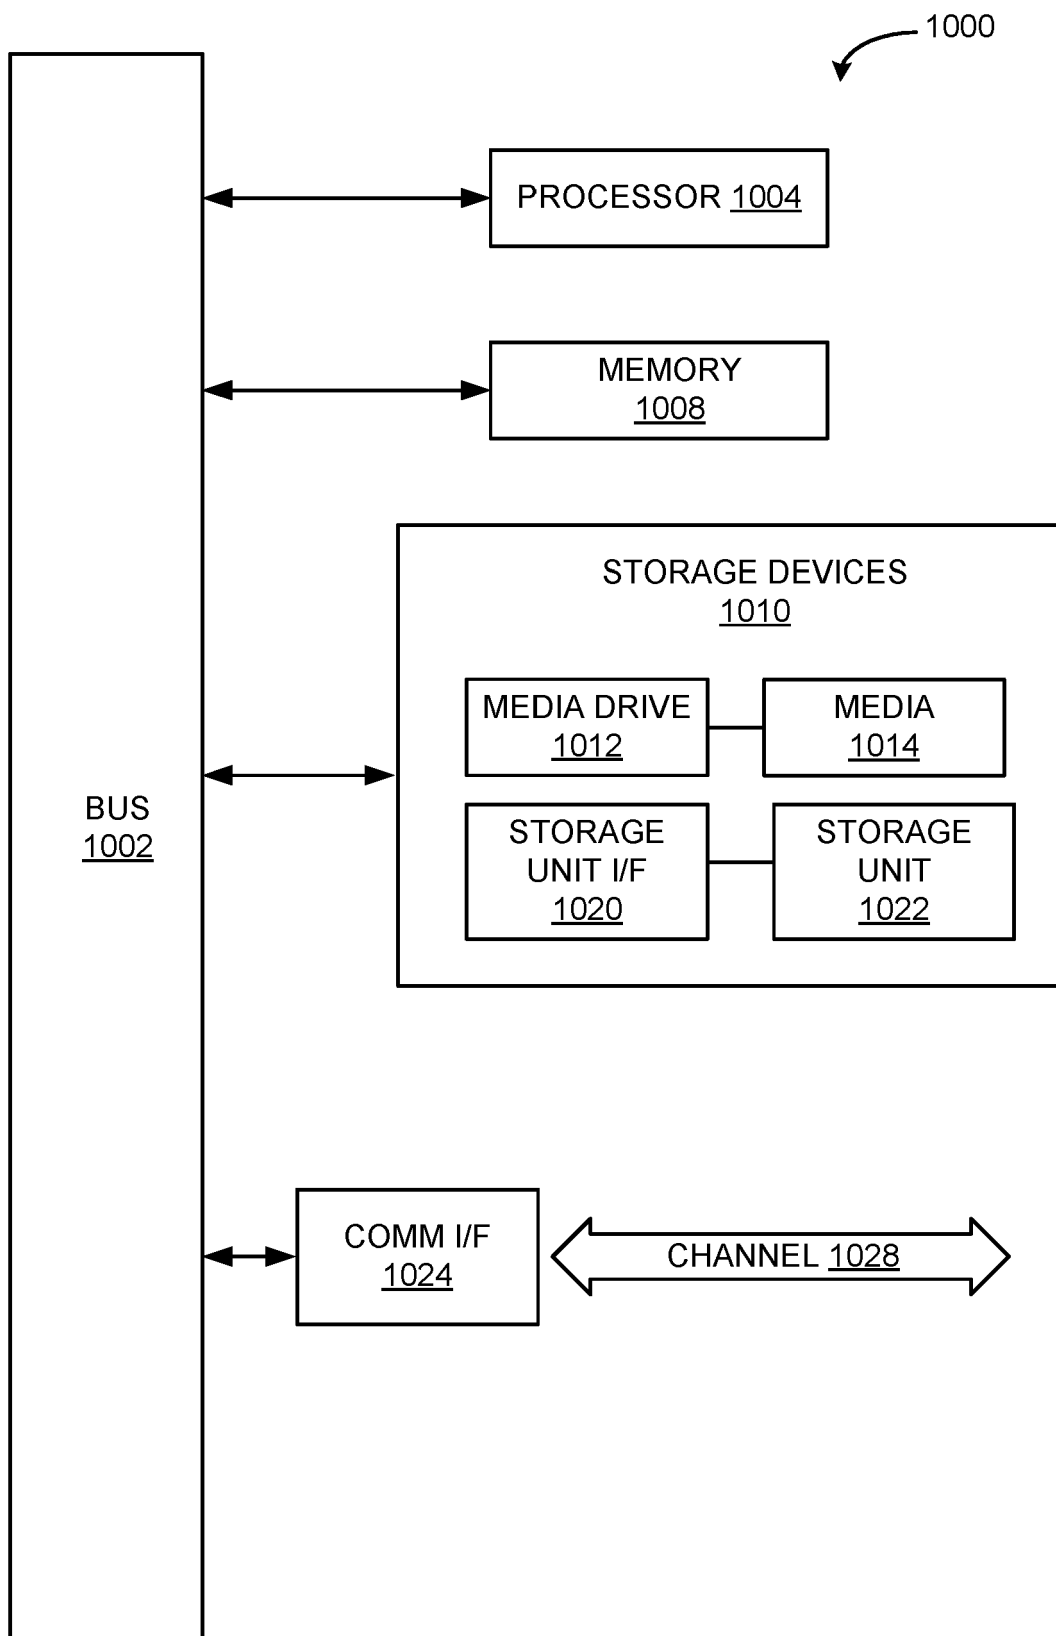 1000
PROCESSOR 1004
MEMORY
1008
STORAGE DEVICES
1010
MEDIA DRIVE
1012
MEDIA
1014
BUS
1002
STORAGE
UNIT I/F
1020
STORAGE
UNIT
1022
COMM I/F
1024
CHANNEL 1028